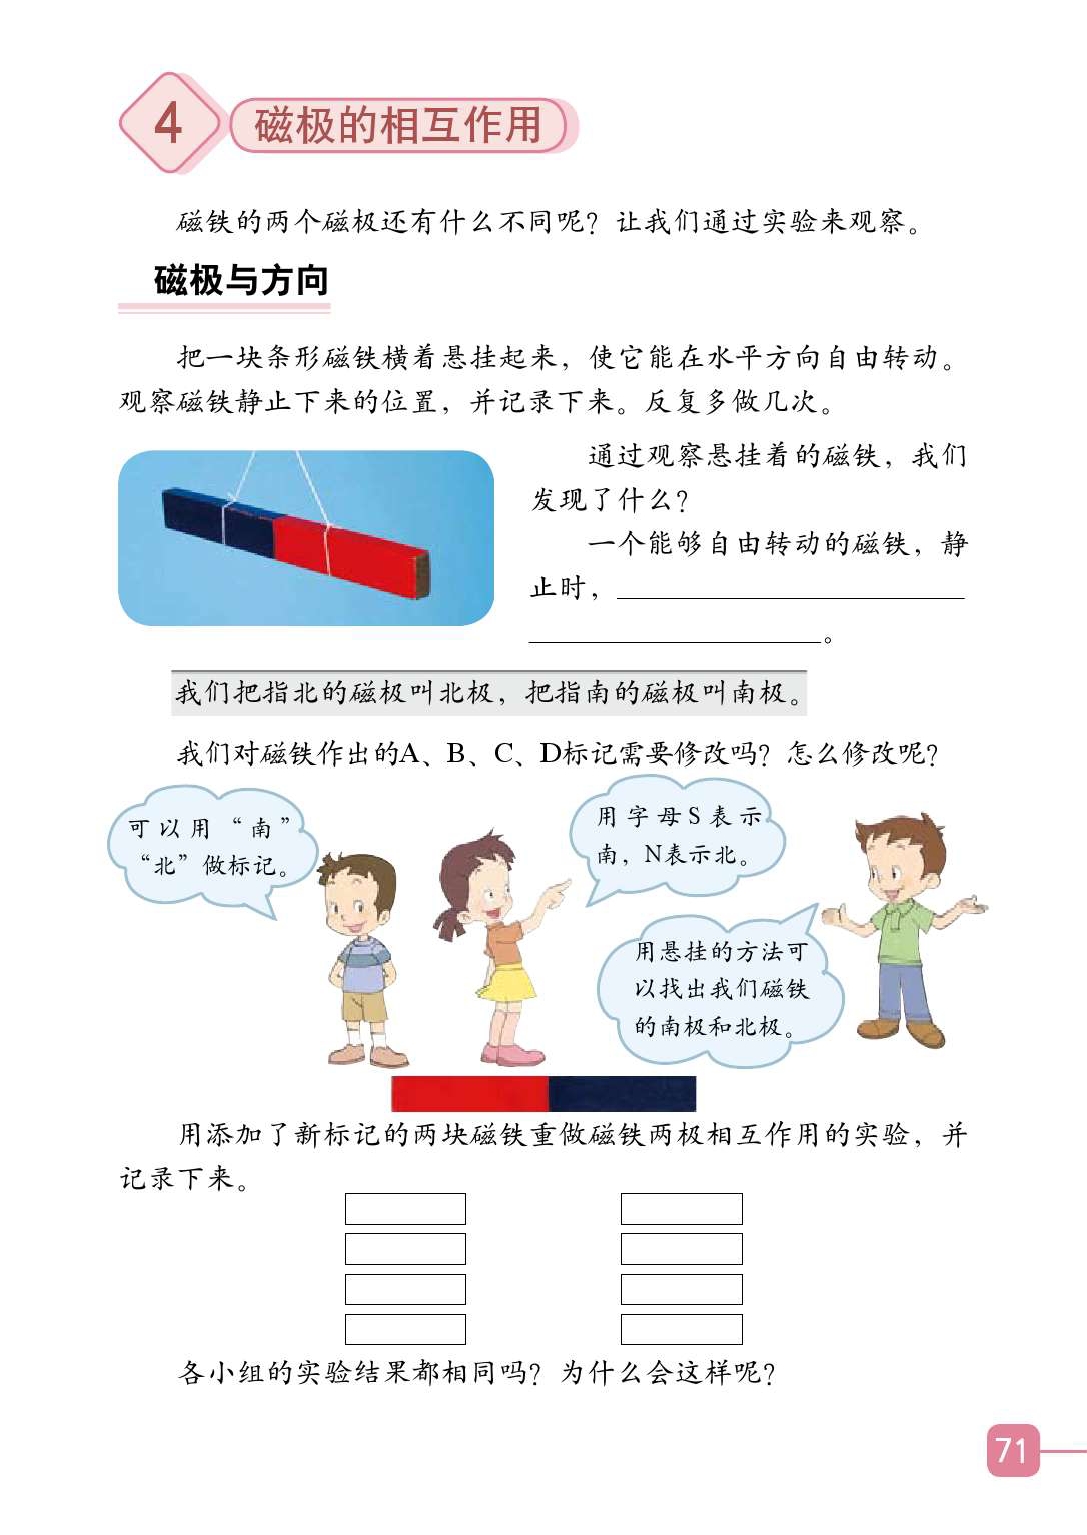 4
磁极的相互作用
磁铁的两个磁极还有什么不同呢？让我们通过实验来观察。
磁极与方向
把一块条形磁铁横着悬挂起来，使它能在水平方向自由转动。
观察磁铁静止下来的位置，并记录下来。反复多做几次。
通过观察悬挂着的磁铁，我们
发现了什么？
一个能够自由转动的磁铁，静
止时，
。
我们把指北的磁极叫北极，把指南的磁极叫南极。
我们对磁铁作出的A、B、C、D标记需要修改吗？怎么修改呢？
可以用“南”
“北”做标记。
用字母S表示
南，N表示北。
用悬挂的方法可
以找出我们磁铁
的南极和北极。
用添加了新标记的两块磁铁重做磁铁两极相互作用的实验，并
记录下来。
各小组的实验结果都相同吗？为什么会这样呢？
71